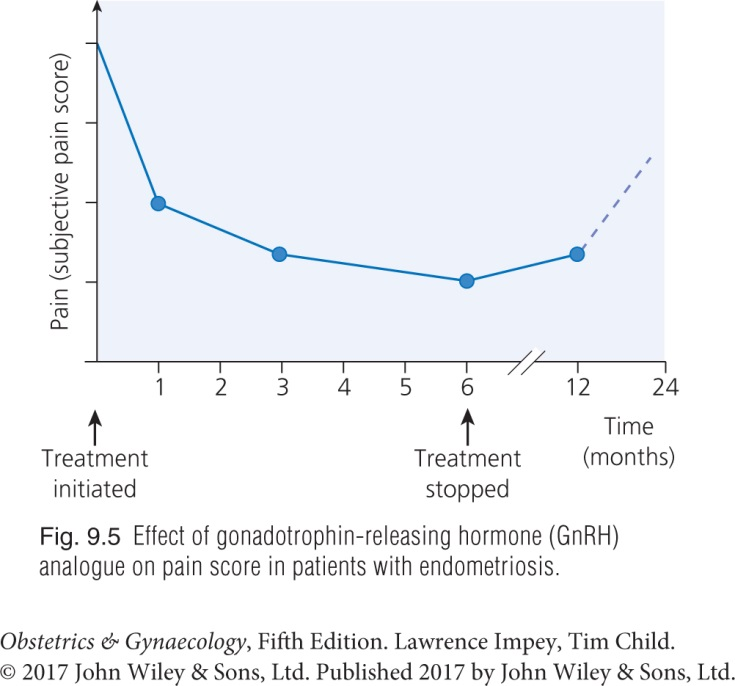 Pain (subjective pain score)
1 2 3 4 5 6 12 24
Time
(months)
Treatment
initiated
Treatment
stopped
Fig. 9.5 Effect of gonadotrophin-releasing hormone (GnRH)
analogue on pain score in patients with endometriosis.
Obstetrics & Gynaecology, Fifth Edition. Lawrence Impey, Tim Child.
© 2017 John Wiley & Sons, Ltd. Published 2017 by John Wiley & Sons, Ltd.